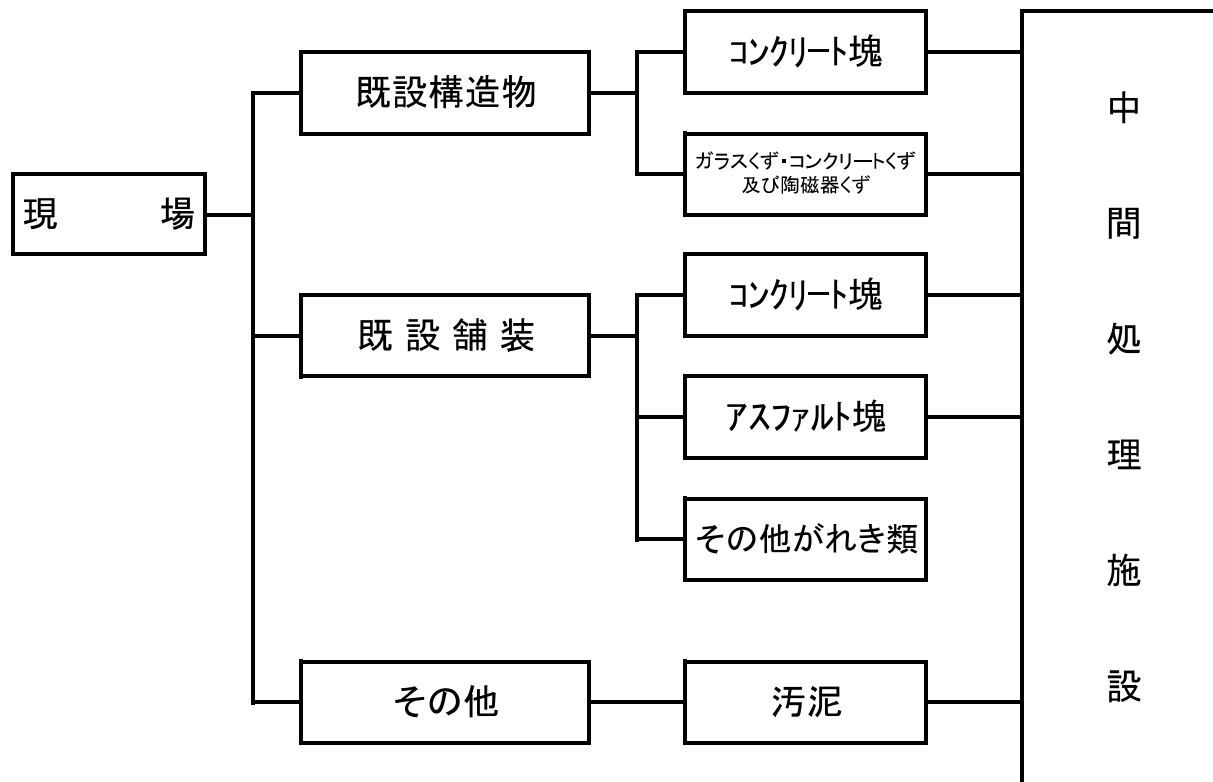 現場
既設構造物
コンクリート塊
ガラスくず・コンクリートくず
及び陶磁器くず
既設舗装
コンクリート塊
アスファルト塊
その他がれき類
その他
汚泥
中間処理施設